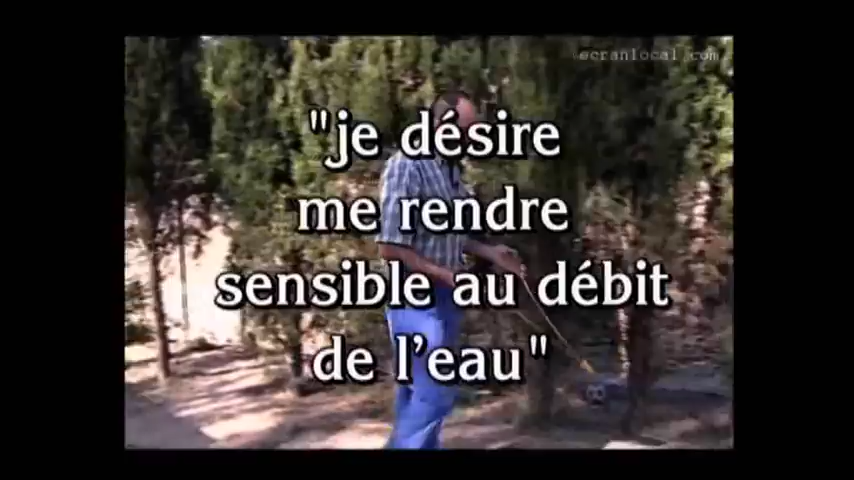 ecranlocal.com
"je désire
me rendre
sensible au débit
de l'eau"